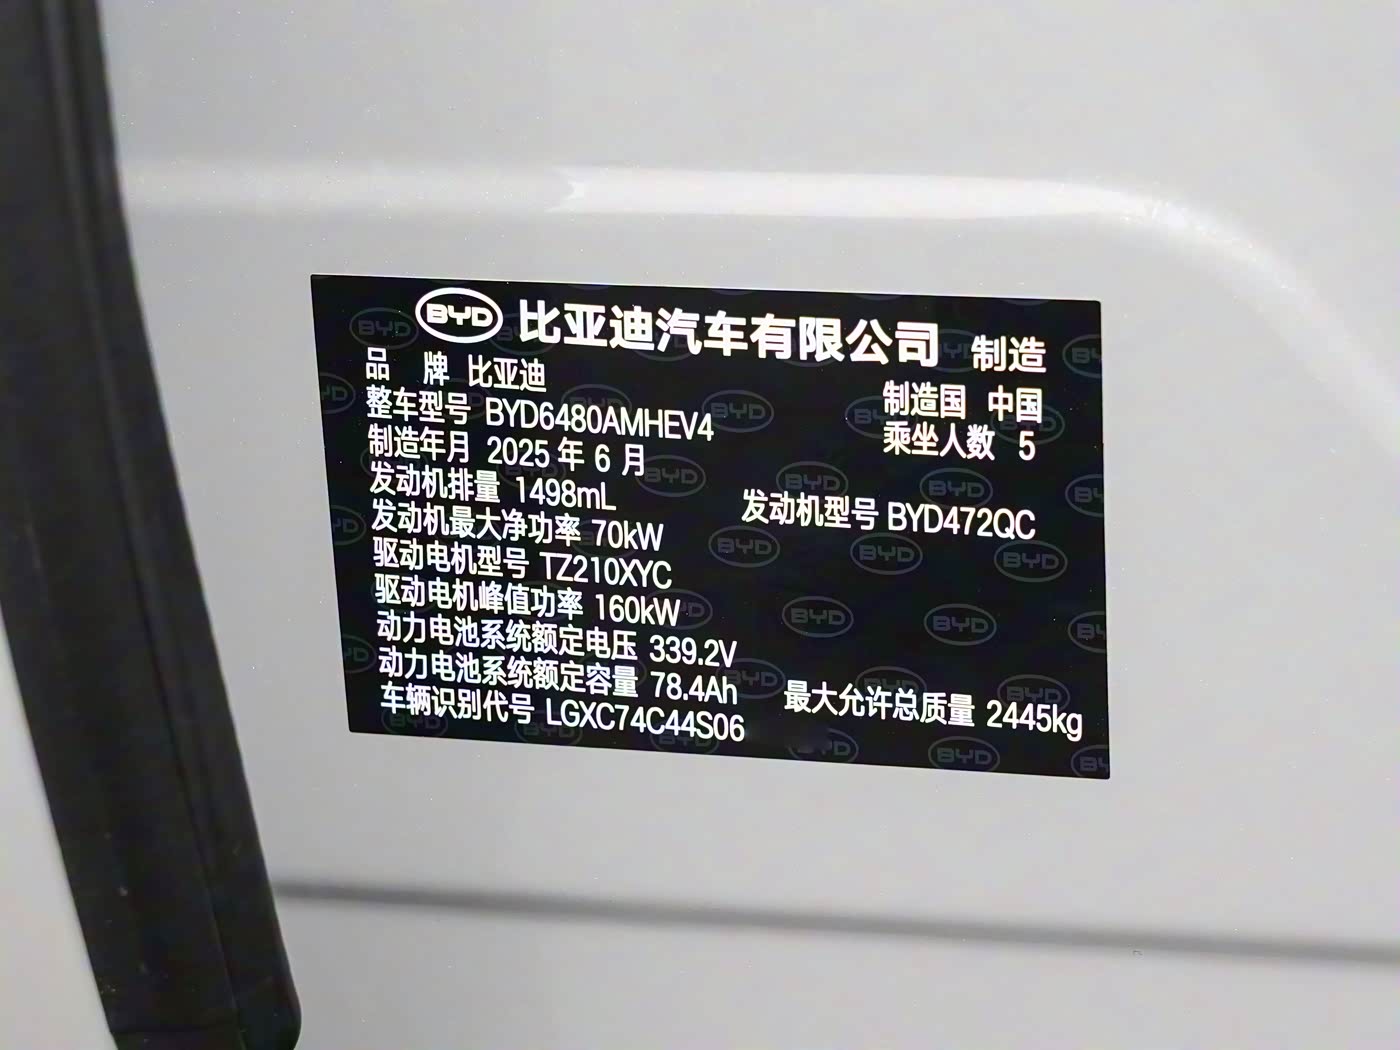 BYD 比亚迪汽车有限公司 制造
品 牌 比亚迪 制造国 中国
整车型号 BYD6480AMHEV4 乘坐人数 5
制造年月 2025 年 6 月
发动机排量 1498mL 发动机型号 BYD472QC
发动机最大净功率 70kW
驱动电机型号 TZ210XYC
驱动电机峰值功率 160kW
动力电池系统额定电压 339.2V
动力电池系统额定容量 78.4Ah 最大允许总质量 2445kg
车辆识别代号 LGXC74C44S06